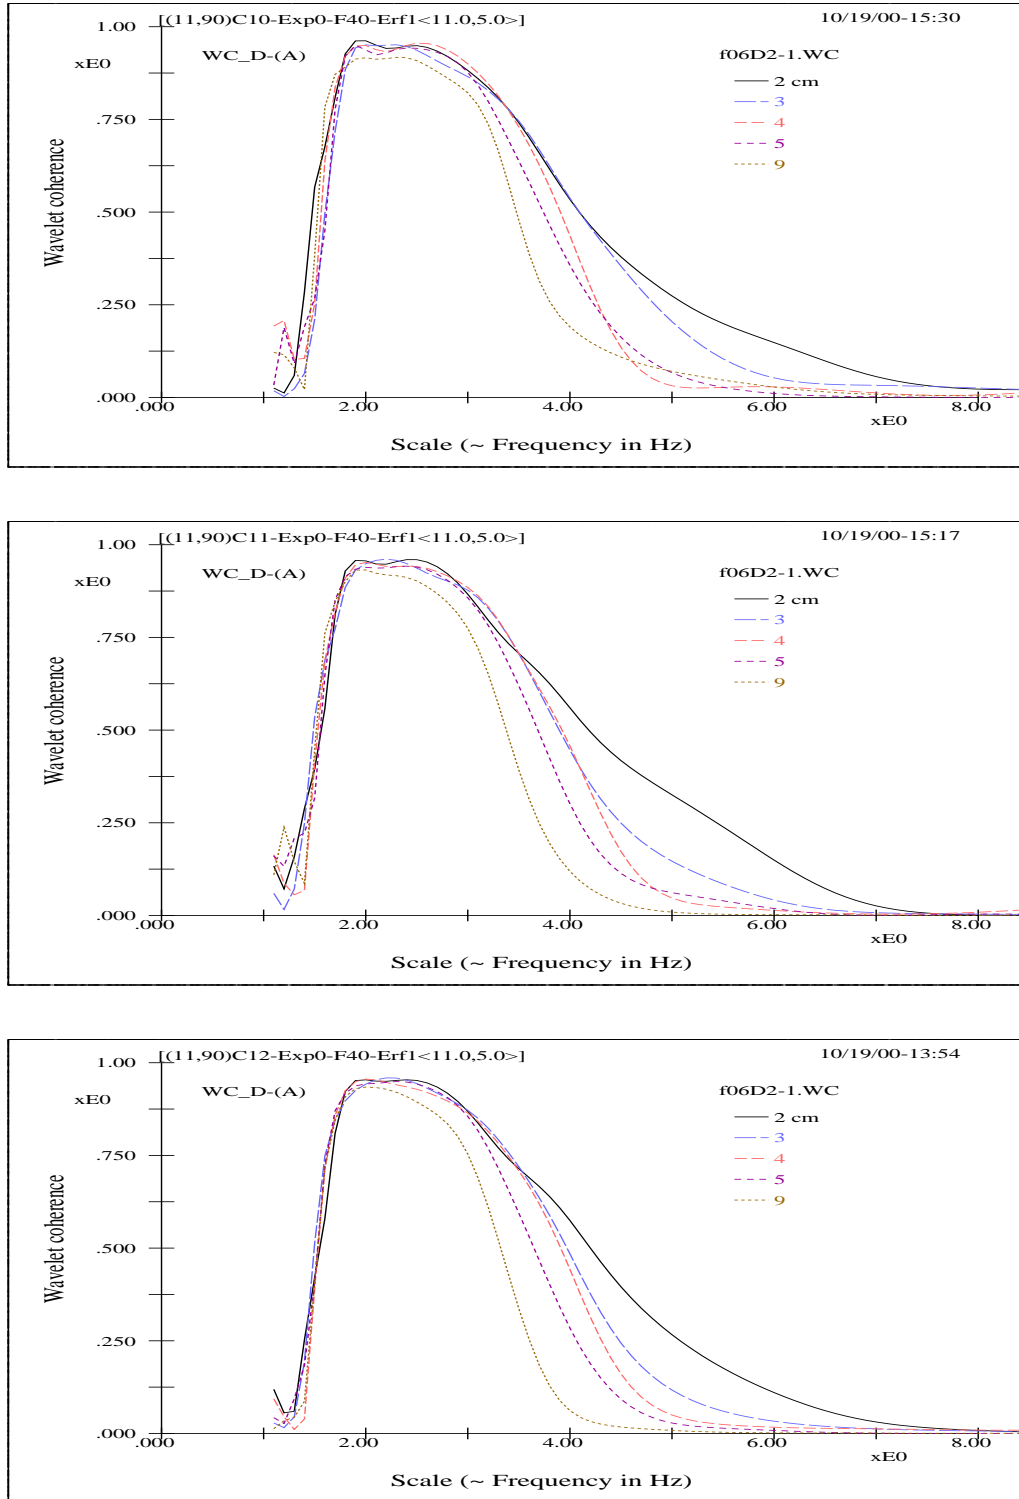 [(11,90)C10-Exp0-F40-Erf1<11.0,5.0>]
10/19/00-15:30
1.00
xE0
WC_D-(A)
f06D2-1.WC
2 cm
3
4
5
9
.750
.500
.250
.000
Wavelet coherence
.000
2.00
4.00
6.00
8.00
xE0
Scale (~ Frequency in Hz)
[(11,90)C11-Exp0-F40-Erf1<11.0,5.0>]
10/19/00-15:17
1.00
xE0
WC_D-(A)
f06D2-1.WC
2 cm
3
4
5
9
.750
.500
.250
.000
Wavelet coherence
.000
2.00
4.00
6.00
8.00
xE0
Scale (~ Frequency in Hz)
[(11,90)C12-Exp0-F40-Erf1<11.0,5.0>]
10/19/00-13:54
1.00
xE0
WC_D-(A)
f06D2-1.WC
2 cm
3
4
5
9
.750
.500
.250
.000
Wavelet coherence
.000
2.00
4.00
6.00
8.00
xE0
Scale (~ Frequency in Hz)